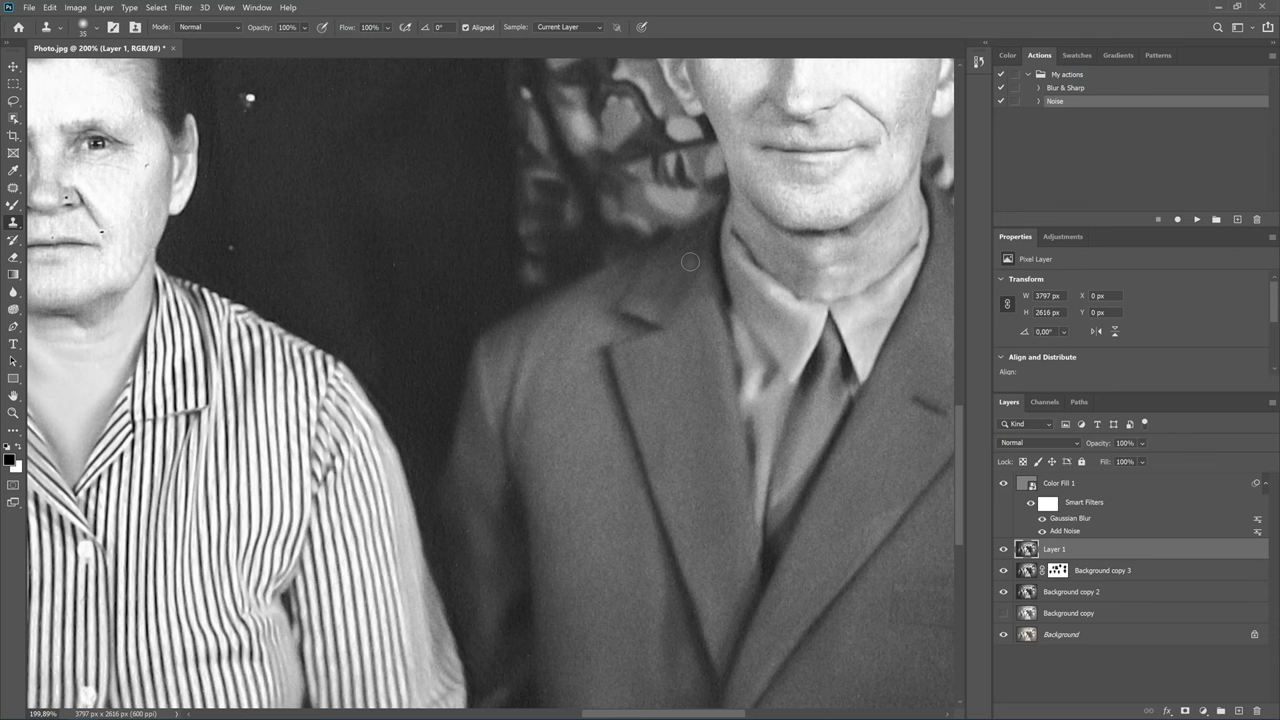 File Edit Image Layer Type Select Filter 3D View Window Help
35 Mode: Normal Opacity: 100% Flow: 100% 0° Aligned Sample: Current Layer
Photo.jpg @ 200% (Layer 1, RGB/8#) *
Color Actions Swatches Gradients Patterns
My actions
Blur & Sharp
Noise
Properties Adjustments
Pixel Layer
Transform
W 3797 px X 0 px
H 2616 px Y 0 px
0,00°
Align and Distribute
Align:
Layers Channels Paths
Kind
Normal Opacity: 100%
Lock: Fill: 100%
Color Fill 1
Smart Filters
Gaussian Blur
Add Noise
Layer 1
Background copy 3
Background copy 2
Background copy
Background
199,89% 3797 px x 2616 px (600 ppi)